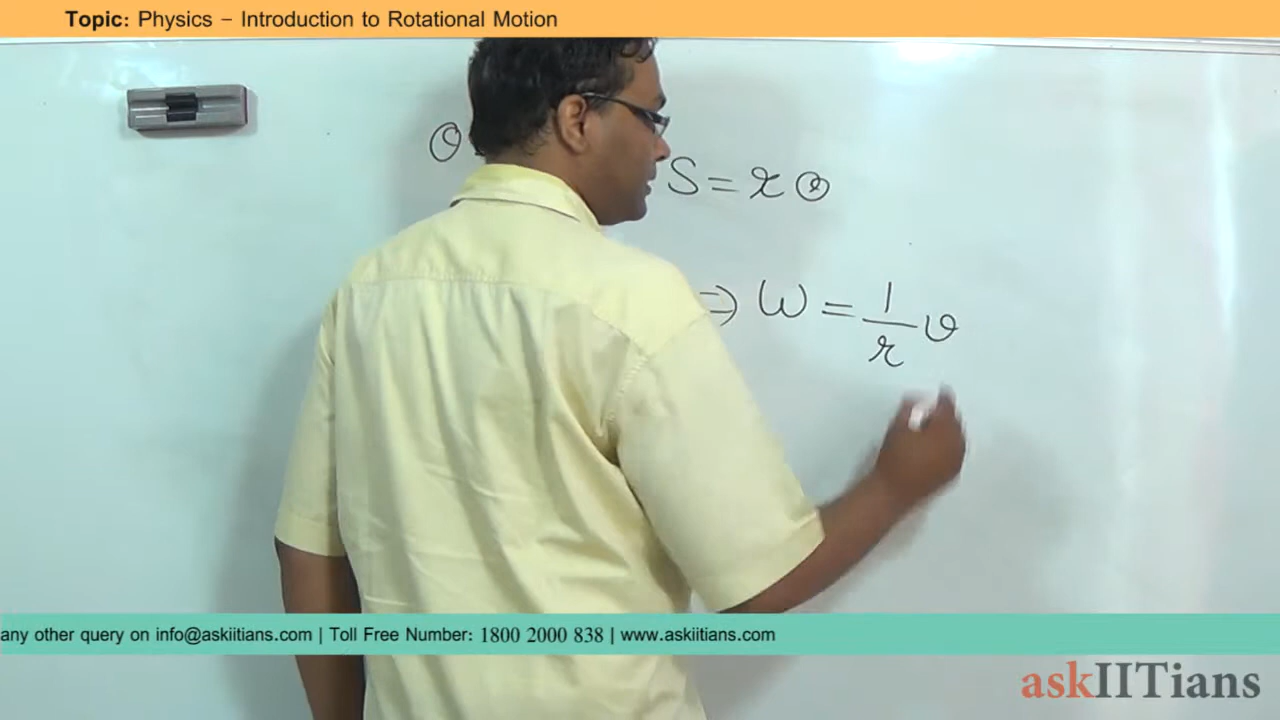 Topic: Physics – Introduction to Rotational Motion
θ
S = r θ
⇒ ω = 1/r v
any other query on info@askiitians.com | Toll Free Number: 1800 2000 838 | www.askiitians.com
askIITians